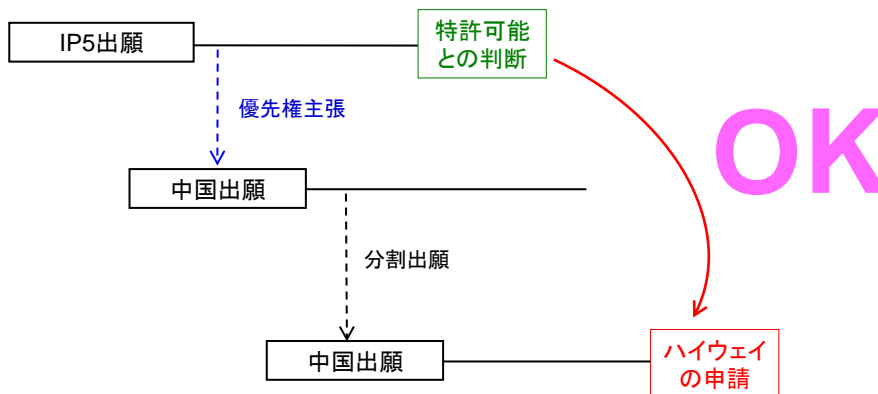 IP5出願
特許可能
との判断
優先権主張
OK
中国出願
分割出願
中国出願
ハイウェイ
の申請